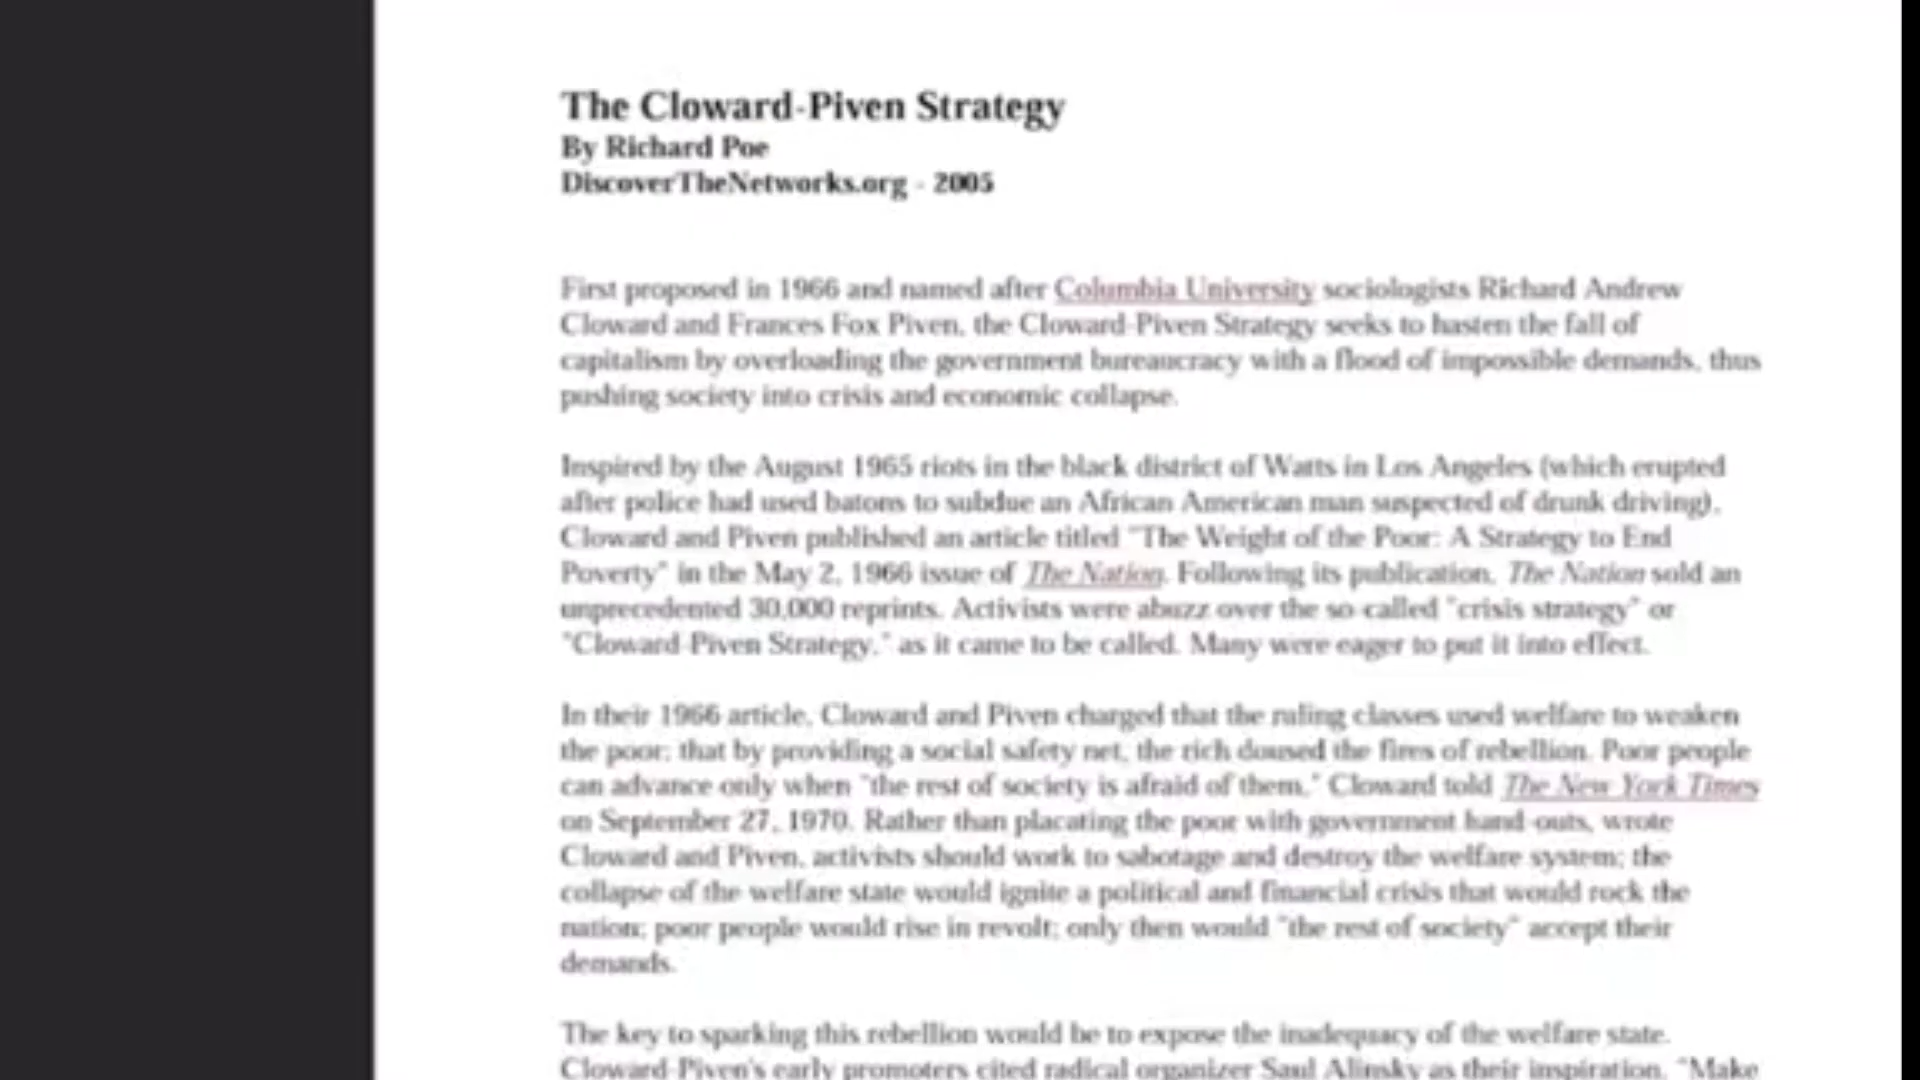 The Cloward-Piven Strategy
By Richard Poe
DiscoverTheNetworks.org - 2005
First proposed in 1966 and named after Columbia University sociologists Richard Andrew
Cloward and Frances Fox Piven, the Cloward-Piven Strategy seeks to hasten the fall of
capitalism by overloading the government bureaucracy with a flood of impossible demands, thus
pushing society into crisis and economic collapse.
Inspired by the August 1965 riots in the black district of Watts in Los Angeles (which erupted
after police had used batons to subdue an African American man suspected of drunk driving),
Cloward and Piven published an article titled "The Weight of the Poor: A Strategy to End
Poverty" in the May 2, 1966 issue of The Nation. Following its publication, The Nation sold an
unprecedented 30,000 reprints. Activists were abuzz over the so-called "crisis strategy" or
"Cloward-Piven Strategy," as it came to be called. Many were eager to put it into effect.
In their 1966 article, Cloward and Piven charged that the ruling classes used welfare to weaken
the poor; that by providing a social safety net, the rich doused the fires of rebellion. Poor people
can advance only when "the rest of society is afraid of them," Cloward told The New York Times
on September 27, 1970. Rather than placating the poor with government hand-outs, wrote
Cloward and Piven, activists should work to sabotage and destroy the welfare system; the
collapse of the welfare state would ignite a political and financial crisis that would rock the
nation; poor people would rise in revolt; only then would "the rest of society" accept their
demands.
The key to sparking this rebellion would be to expose the inadequacy of the welfare state.
Cloward-Piven's early promoters cited radical organizer Saul Alinsky as their inspiration. "Make